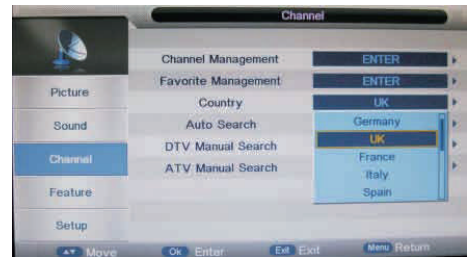 Channel
Channel Management ENTER
Favorite Management ENTER
Picture
Country UK
Sound
Auto Search
Germany
UK
DTV Manual Search
France
Channel
ATV Manual Search
Italy
Feature
Spain
Setup
Move Ok Enter Exit Exit Menu Return